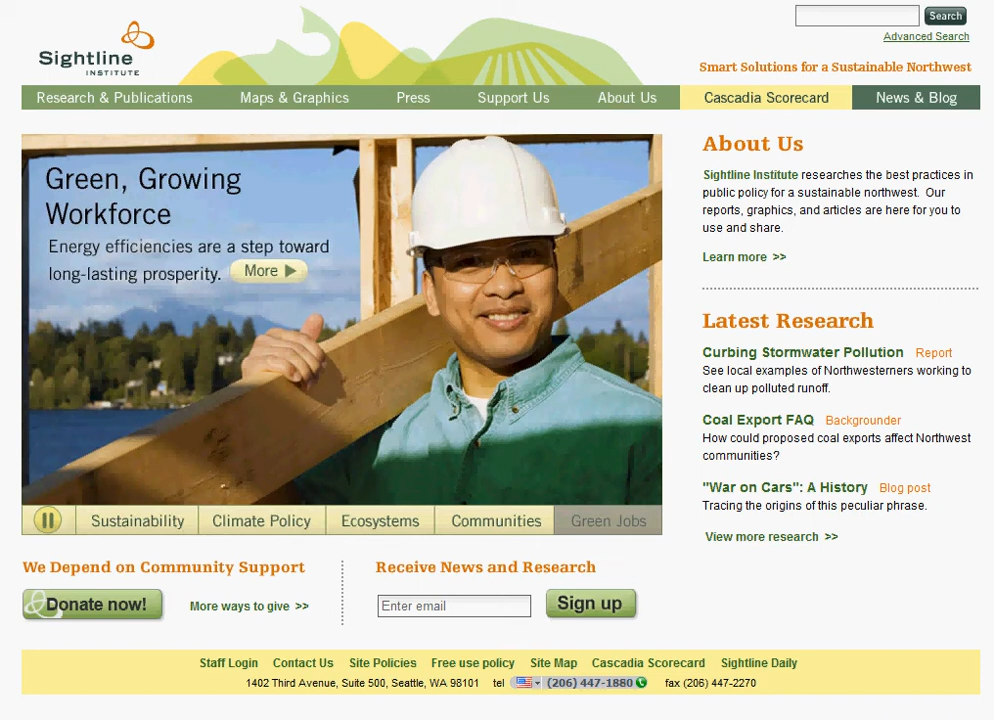 Sightline
INSTITUTE
Search
Advanced Search
Smart Solutions for a Sustainable Northwest
Research & Publications Maps & Graphics Press Support Us About Us Cascadia Scorecard News & Blog
Green, Growing
Workforce
Energy efficiencies are a step toward
long-lasting prosperity. More
Sustainability Climate Policy Ecosystems Communities Green Jobs
About Us
Sightline Institute researches the best practices in
public policy for a sustainable northwest. Our
reports, graphics, and articles are here for you to
use and share.
Learn more >>
Latest Research
Curbing Stormwater Pollution Report
See local examples of Northwesterners working to
clean up polluted runoff.
Coal Export FAQ Backgrounder
How could proposed coal exports affect Northwest
communities?
"War on Cars": A History Blog post
Tracing the origins of this peculiar phrase.
View more research >>
We Depend on Community Support
Donate now! More ways to give >>
Receive News and Research
Enter email Sign up
Staff Login Contact Us Site Policies Free use policy Site Map Cascadia Scorecard Sightline Daily
1402 Third Avenue, Suite 500, Seattle, WA 98101 tel (206) 447-1880 fax (206) 447-2270